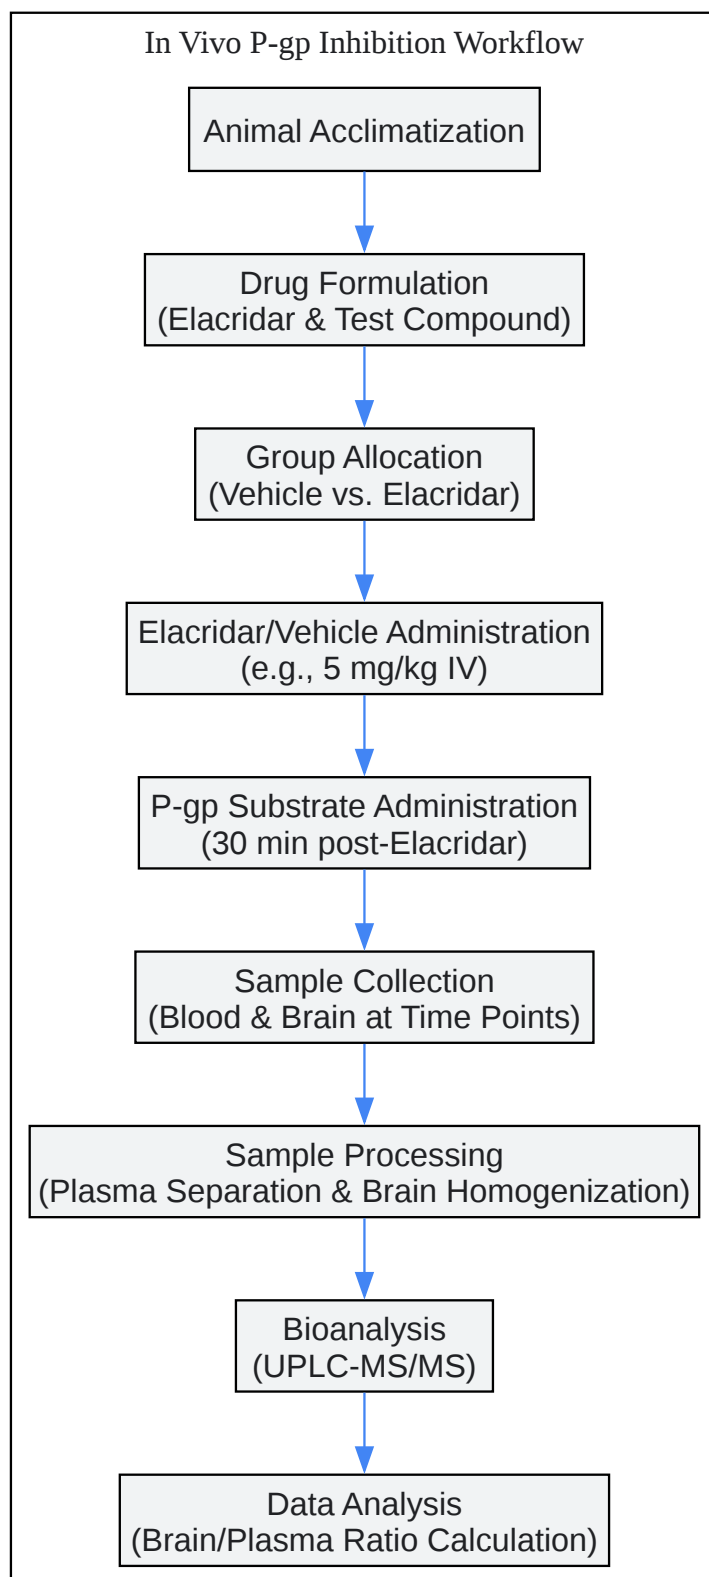 In Vivo P-gp Inhibition Workflow
Animal Acclimatization
Drug Formulation
(Elacridar & Test Compound)
Group Allocation
(Vehicle vs. Elacridar)
Elacridar/Vehicle Administration
(e.g., 5 mg/kg IV)
P-gp Substrate Administration
(30 min post-Elacridar)
Sample Collection
(Blood & Brain at Time Points)
Sample Processing
(Plasma Separation & Brain Homogenization)
Bioanalysis
(UPLC-MS/MS)
Data Analysis
(Brain/Plasma Ratio Calculation)